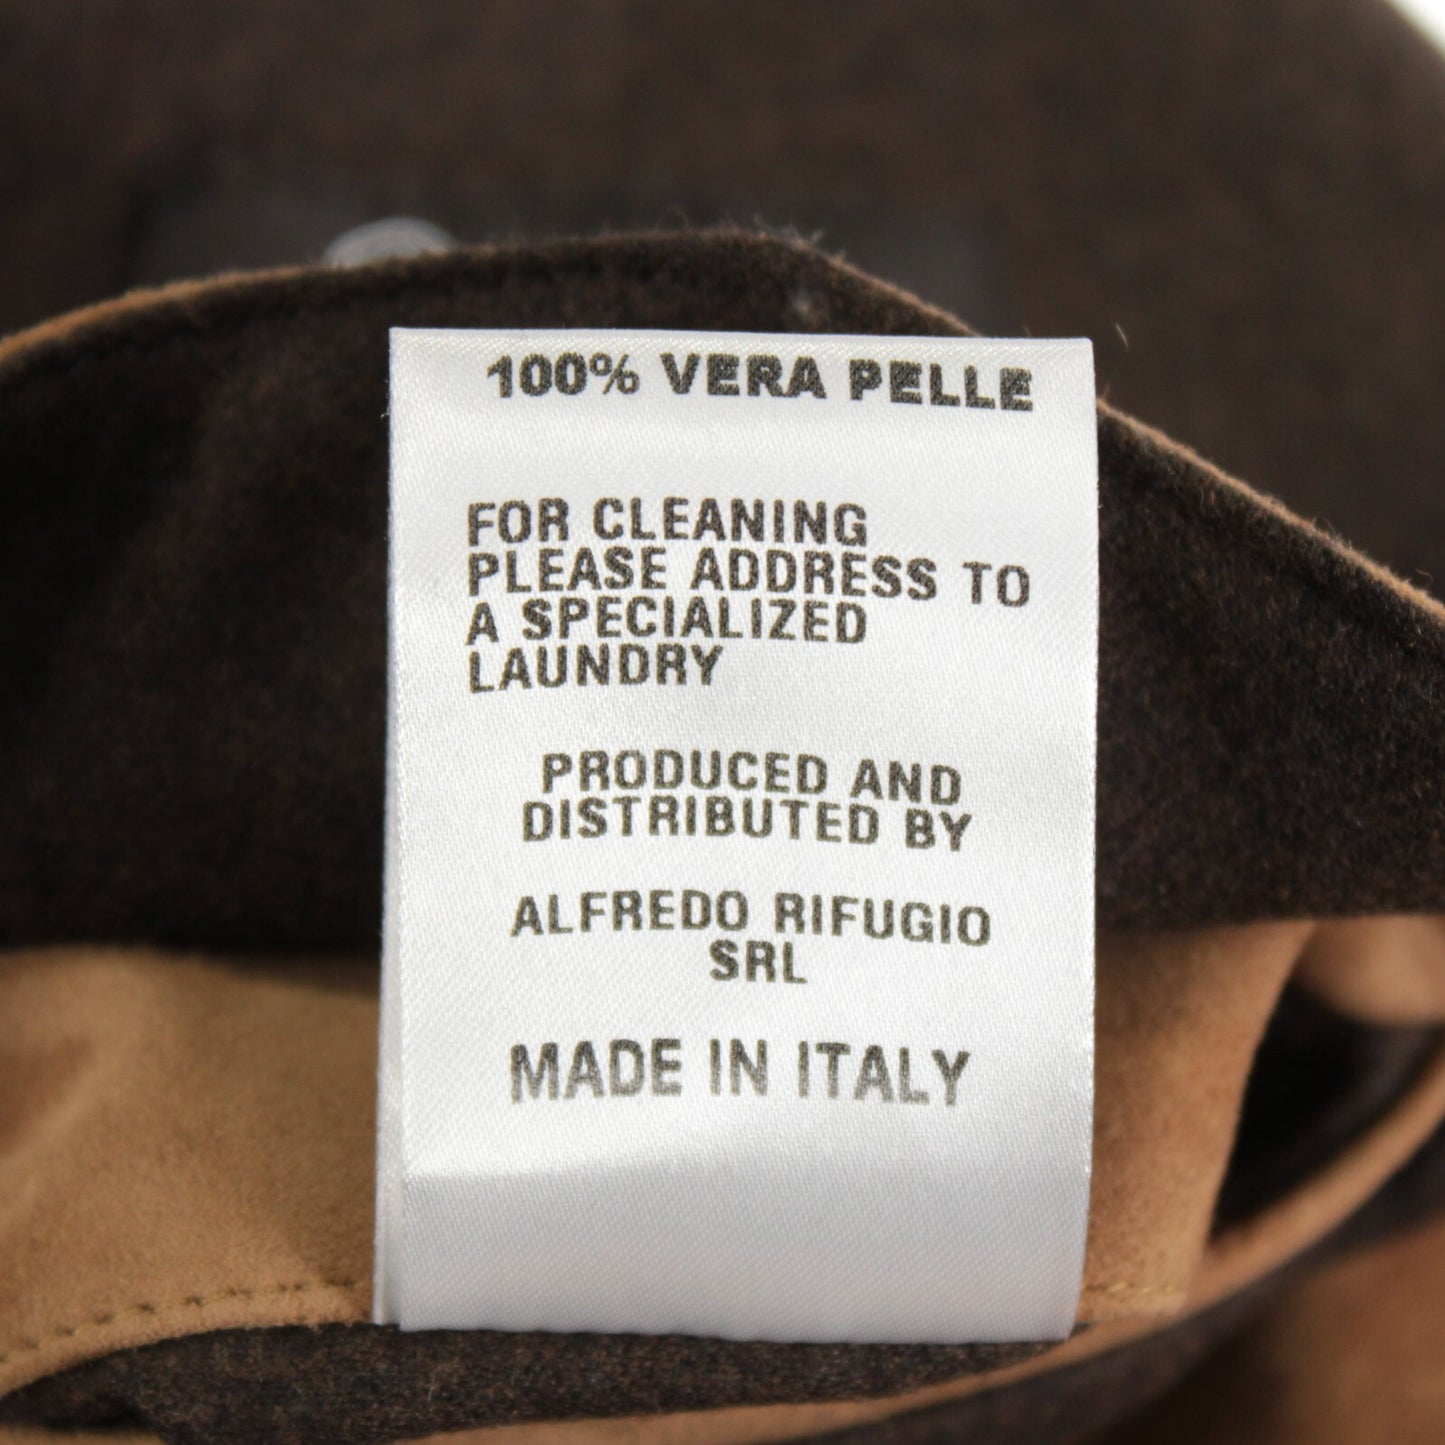 100% VERA PELLE
FOR CLEANING
PLEASE ADDRESS TO
A SPECIALIZED
LAUNDRY
PRODUCED AND
DISTRIBUTED BY
ALFREDO RIFUGIO
SRL
MADE IN ITALY